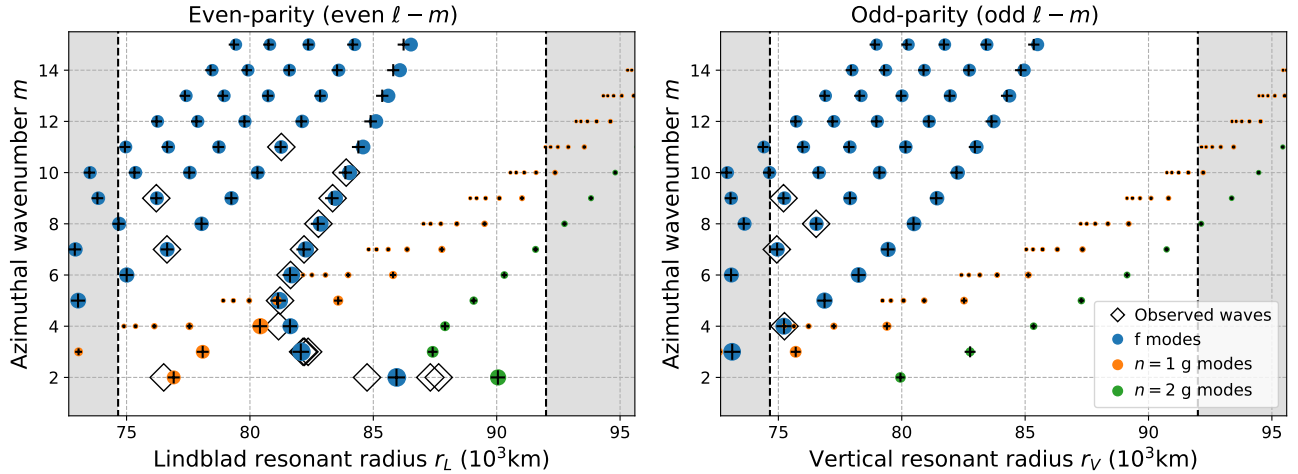 Even-parity (even ℓ − m)
Azimuthal wavenumber m
14
12
10
8
6
4
2
75
80
85
90
95
Lindblad resonant radius r_L (10³km)
Odd-parity (odd ℓ − m)
Azimuthal wavenumber m
14
12
10
8
6
4
2
75
80
85
90
95
Vertical resonant radius r_V (10³km)
Observed waves
f modes
n = 1 g modes
n = 2 g modes